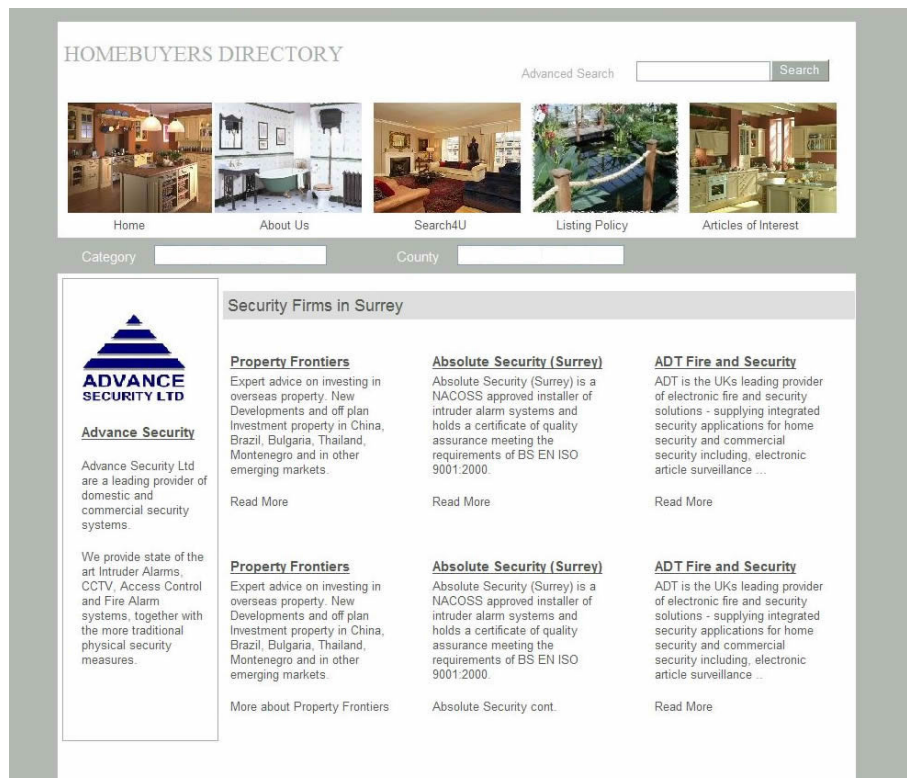 HOMEBUYERS DIRECTORY
Advanced Search
Search
Home
About Us
Search4U
Listing Policy
Articles of Interest
Category
County
ADVANCE
SECURITY LTD
Advance Security
Advance Security Ltd
are a leading provider of
domestic and
commercial security
systems.
We provide state of the
art Intruder Alarms,
CCTV, Access Control
and Fire Alarm
systems, together with
the more traditional
physical security
measures.
Security Firms in Surrey
Property Frontiers
Expert advice on investing in
overseas property. New
Developments and off plan
Investment property in China,
Brazil, Bulgaria, Thailand,
Montenegro and in other
emerging markets.
Read More
Absolute Security (Surrey)
Absolute Security (Surrey) is a
NACOSS approved installer of
intruder alarm systems and
holds a certificate of quality
assurance meeting the
requirements of BS EN ISO
9001:2000.
Read More
ADT Fire and Security
ADT is the UKs leading provider
of electronic fire and security
solutions - supplying integrated
security applications for home
security and commercial
security including, electronic
article surveillance ...
Read More
Property Frontiers
Expert advice on investing in
overseas property. New
Developments and off plan
Investment property in China,
Brazil, Bulgaria, Thailand,
Montenegro and in other
emerging markets.
More about Property Frontiers
Absolute Security (Surrey)
Absolute Security (Surrey) is a
NACOSS approved installer of
intruder alarm systems and
holds a certificate of quality
assurance meeting the
requirements of BS EN ISO
9001:2000.
Absolute Security cont.
ADT Fire and Security
ADT is the UKs leading provider
of electronic fire and security
solutions - supplying integrated
security applications for home
security and commercial
security including, electronic
article surveillance ..
Read More